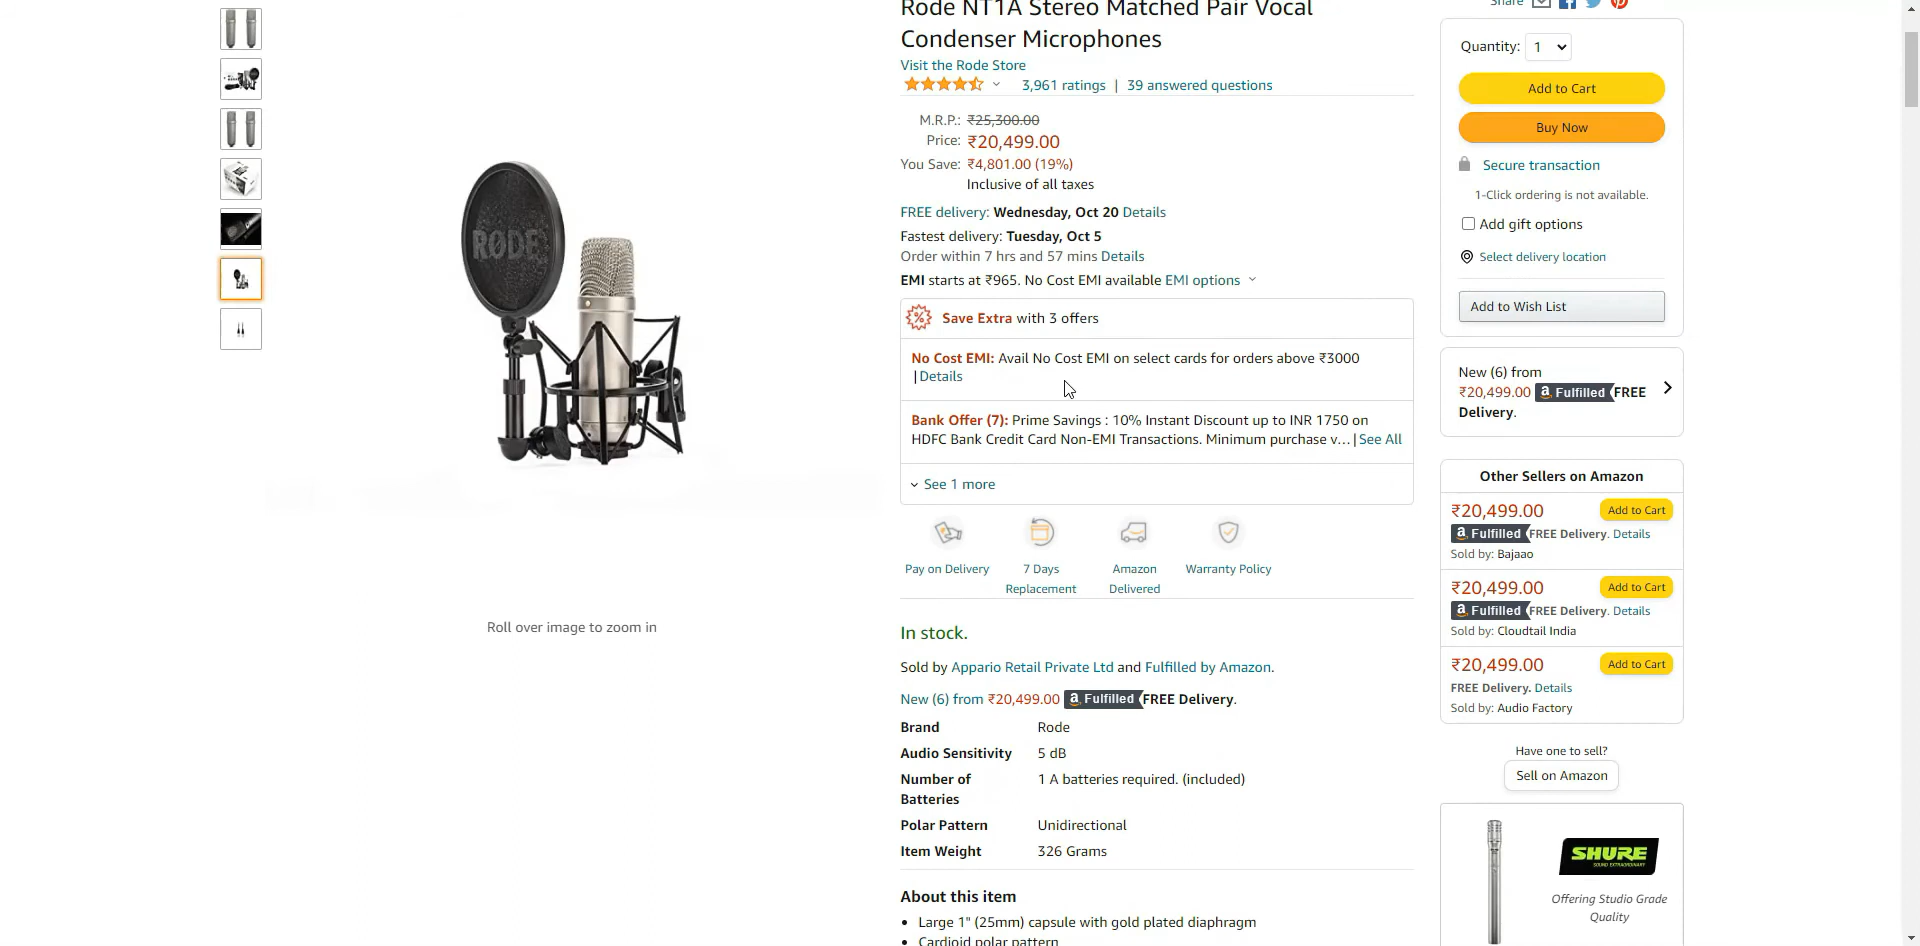 Share
Rode NT1A Stereo Matched Pair Vocal
Condenser Microphones
Visit the Rode Store
3,961 ratings | 39 answered questions
M.R.P.: ₹25,300.00
Price: ₹20,499.00
You Save: ₹4,801.00 (19%)
Inclusive of all taxes
FREE delivery: Wednesday, Oct 20 Details
Fastest delivery: Tuesday, Oct 5
Order within 7 hrs and 57 mins Details
EMI starts at ₹965. No Cost EMI available EMI options
Save Extra with 3 offers
No Cost EMI: Avail No Cost EMI on select cards for orders above ₹3000
| Details
Bank Offer (7): Prime Savings : 10% Instant Discount up to INR 1750 on
HDFC Bank Credit Card Non-EMI Transactions. Minimum purchase v... | See All
See 1 more
Pay on Delivery
7 Days
Replacement
Amazon
Delivered
Warranty Policy
In stock.
Sold by Appario Retail Private Ltd and Fulfilled by Amazon.
New (6) from ₹20,499.00 a Fulfilled FREE Delivery.
Brand Rode
Audio Sensitivity 5 dB
Number of
Batteries
1 A batteries required. (included)
Polar Pattern Unidirectional
Item Weight 326 Grams
About this item
• Large 1" (25mm) capsule with gold plated diaphragm
• Cardioid polar pattern
RØDE
Roll over image to zoom in
Quantity: 1
Add to Cart
Buy Now
Secure transaction
1-Click ordering is not available.
Add gift options
Select delivery location
Add to Wish List
New (6) from
₹20,499.00 a Fulfilled FREE
Delivery.
Other Sellers on Amazon
₹20,499.00 Add to Cart
a Fulfilled FREE Delivery. Details
Sold by: Bajaao
₹20,499.00 Add to Cart
a Fulfilled FREE Delivery. Details
Sold by: Cloudtail India
₹20,499.00 Add to Cart
FREE Delivery. Details
Sold by: Audio Factory
Have one to sell?
Sell on Amazon
SHURE
SOUND EXTRAORDINARY
Offering Studio Grade
Quality